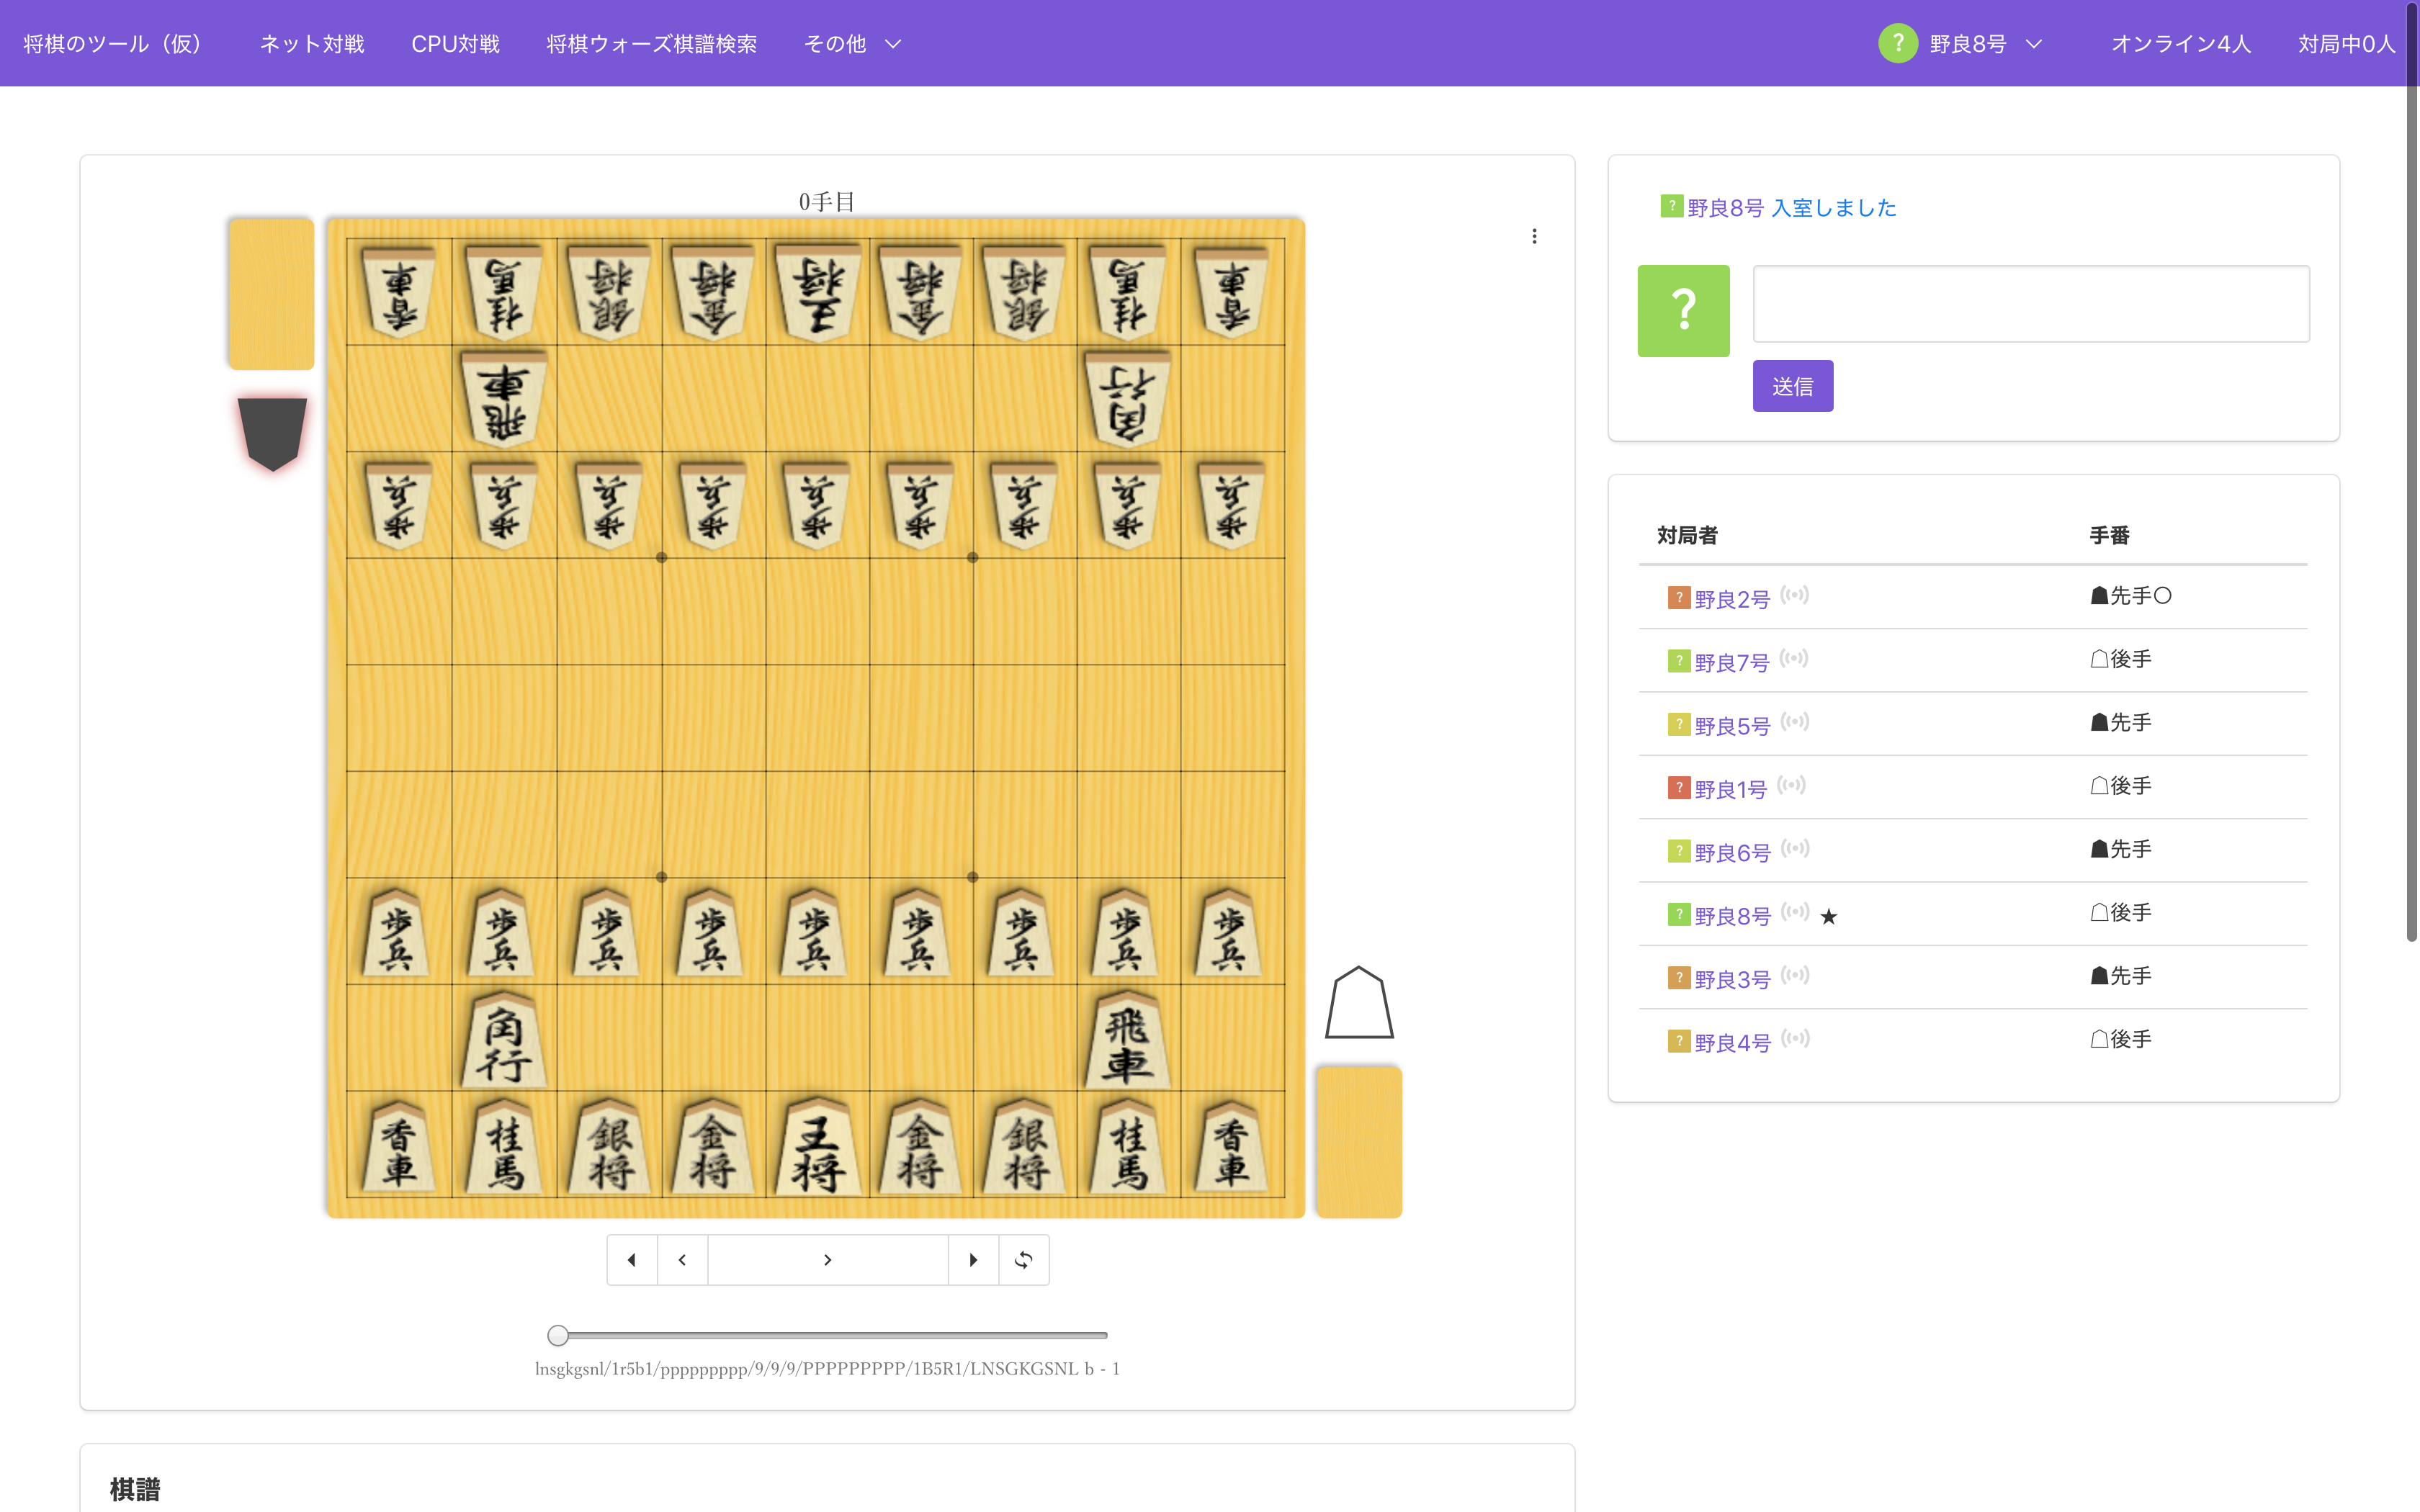 将棋のツール（仮） ネット対戦 CPU対戦 将棋ウォーズ棋譜検索 その他 ? 野良8号 オンライン4人 対局中0人
0手目
香車 桂馬 銀将 金将 王将 金将 銀将 桂馬 香車
飛車 角行
歩兵 歩兵 歩兵 歩兵 歩兵 歩兵 歩兵 歩兵 歩兵
歩兵 歩兵 歩兵 歩兵 歩兵 歩兵 歩兵 歩兵 歩兵
角行 飛車
香車 桂馬 銀将 金将 王将 金将 銀将 桂馬 香車
lnsgkgsnl/1r5b1/ppppppppp/9/9/9/PPPPPPPPP/1B5R1/LNSGKGSNL b - 1
棋譜
? 野良8号 入室しました
?
送信
対局者 手番
? 野良2号 ☗先手○
? 野良7号 ☖後手
? 野良5号 ☗先手
? 野良1号 ☖後手
? 野良6号 ☗先手
? 野良8号 ★ ☖後手
? 野良3号 ☗先手
? 野良4号 ☖後手